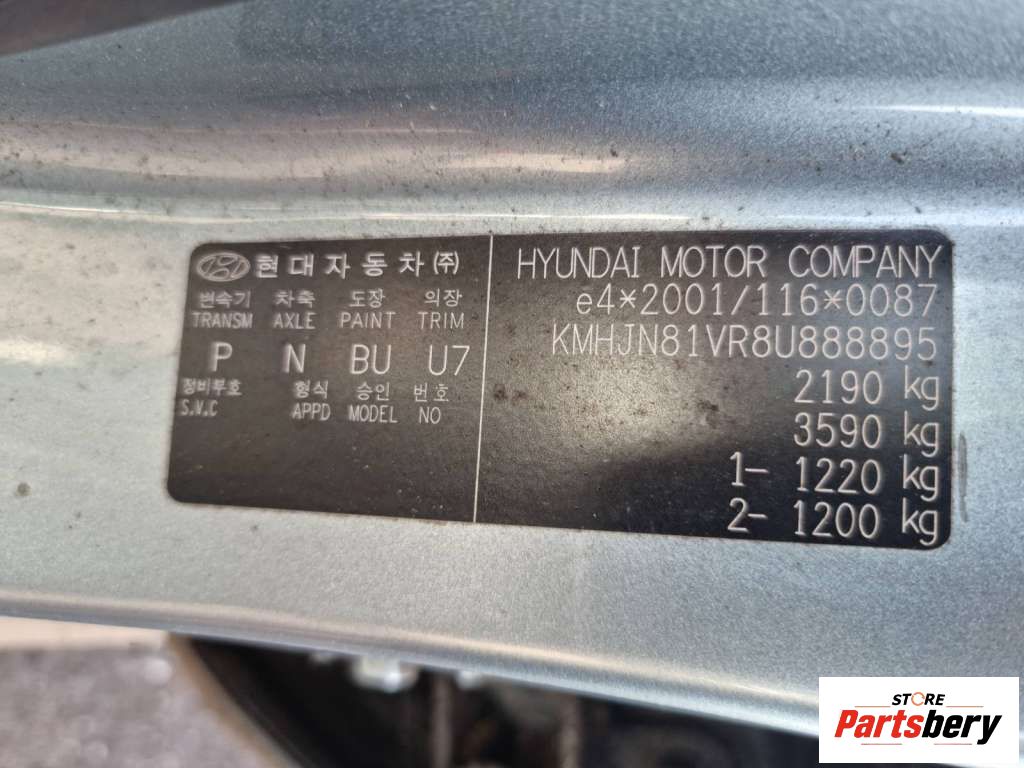 현대자동차(주)
변속기 차축 도장 의장
TRANSM AXLE PAINT TRIM
P N BU U7
정비부호 형식 승인 번호
S.V.C APPD MODEL NO
HYUNDAI MOTOR COMPANY
e4*2001/116*0087
KMHJN81VR8U888895
2190 kg
3590 kg
1- 1220 kg
2- 1200 kg
STORE
Partsbery